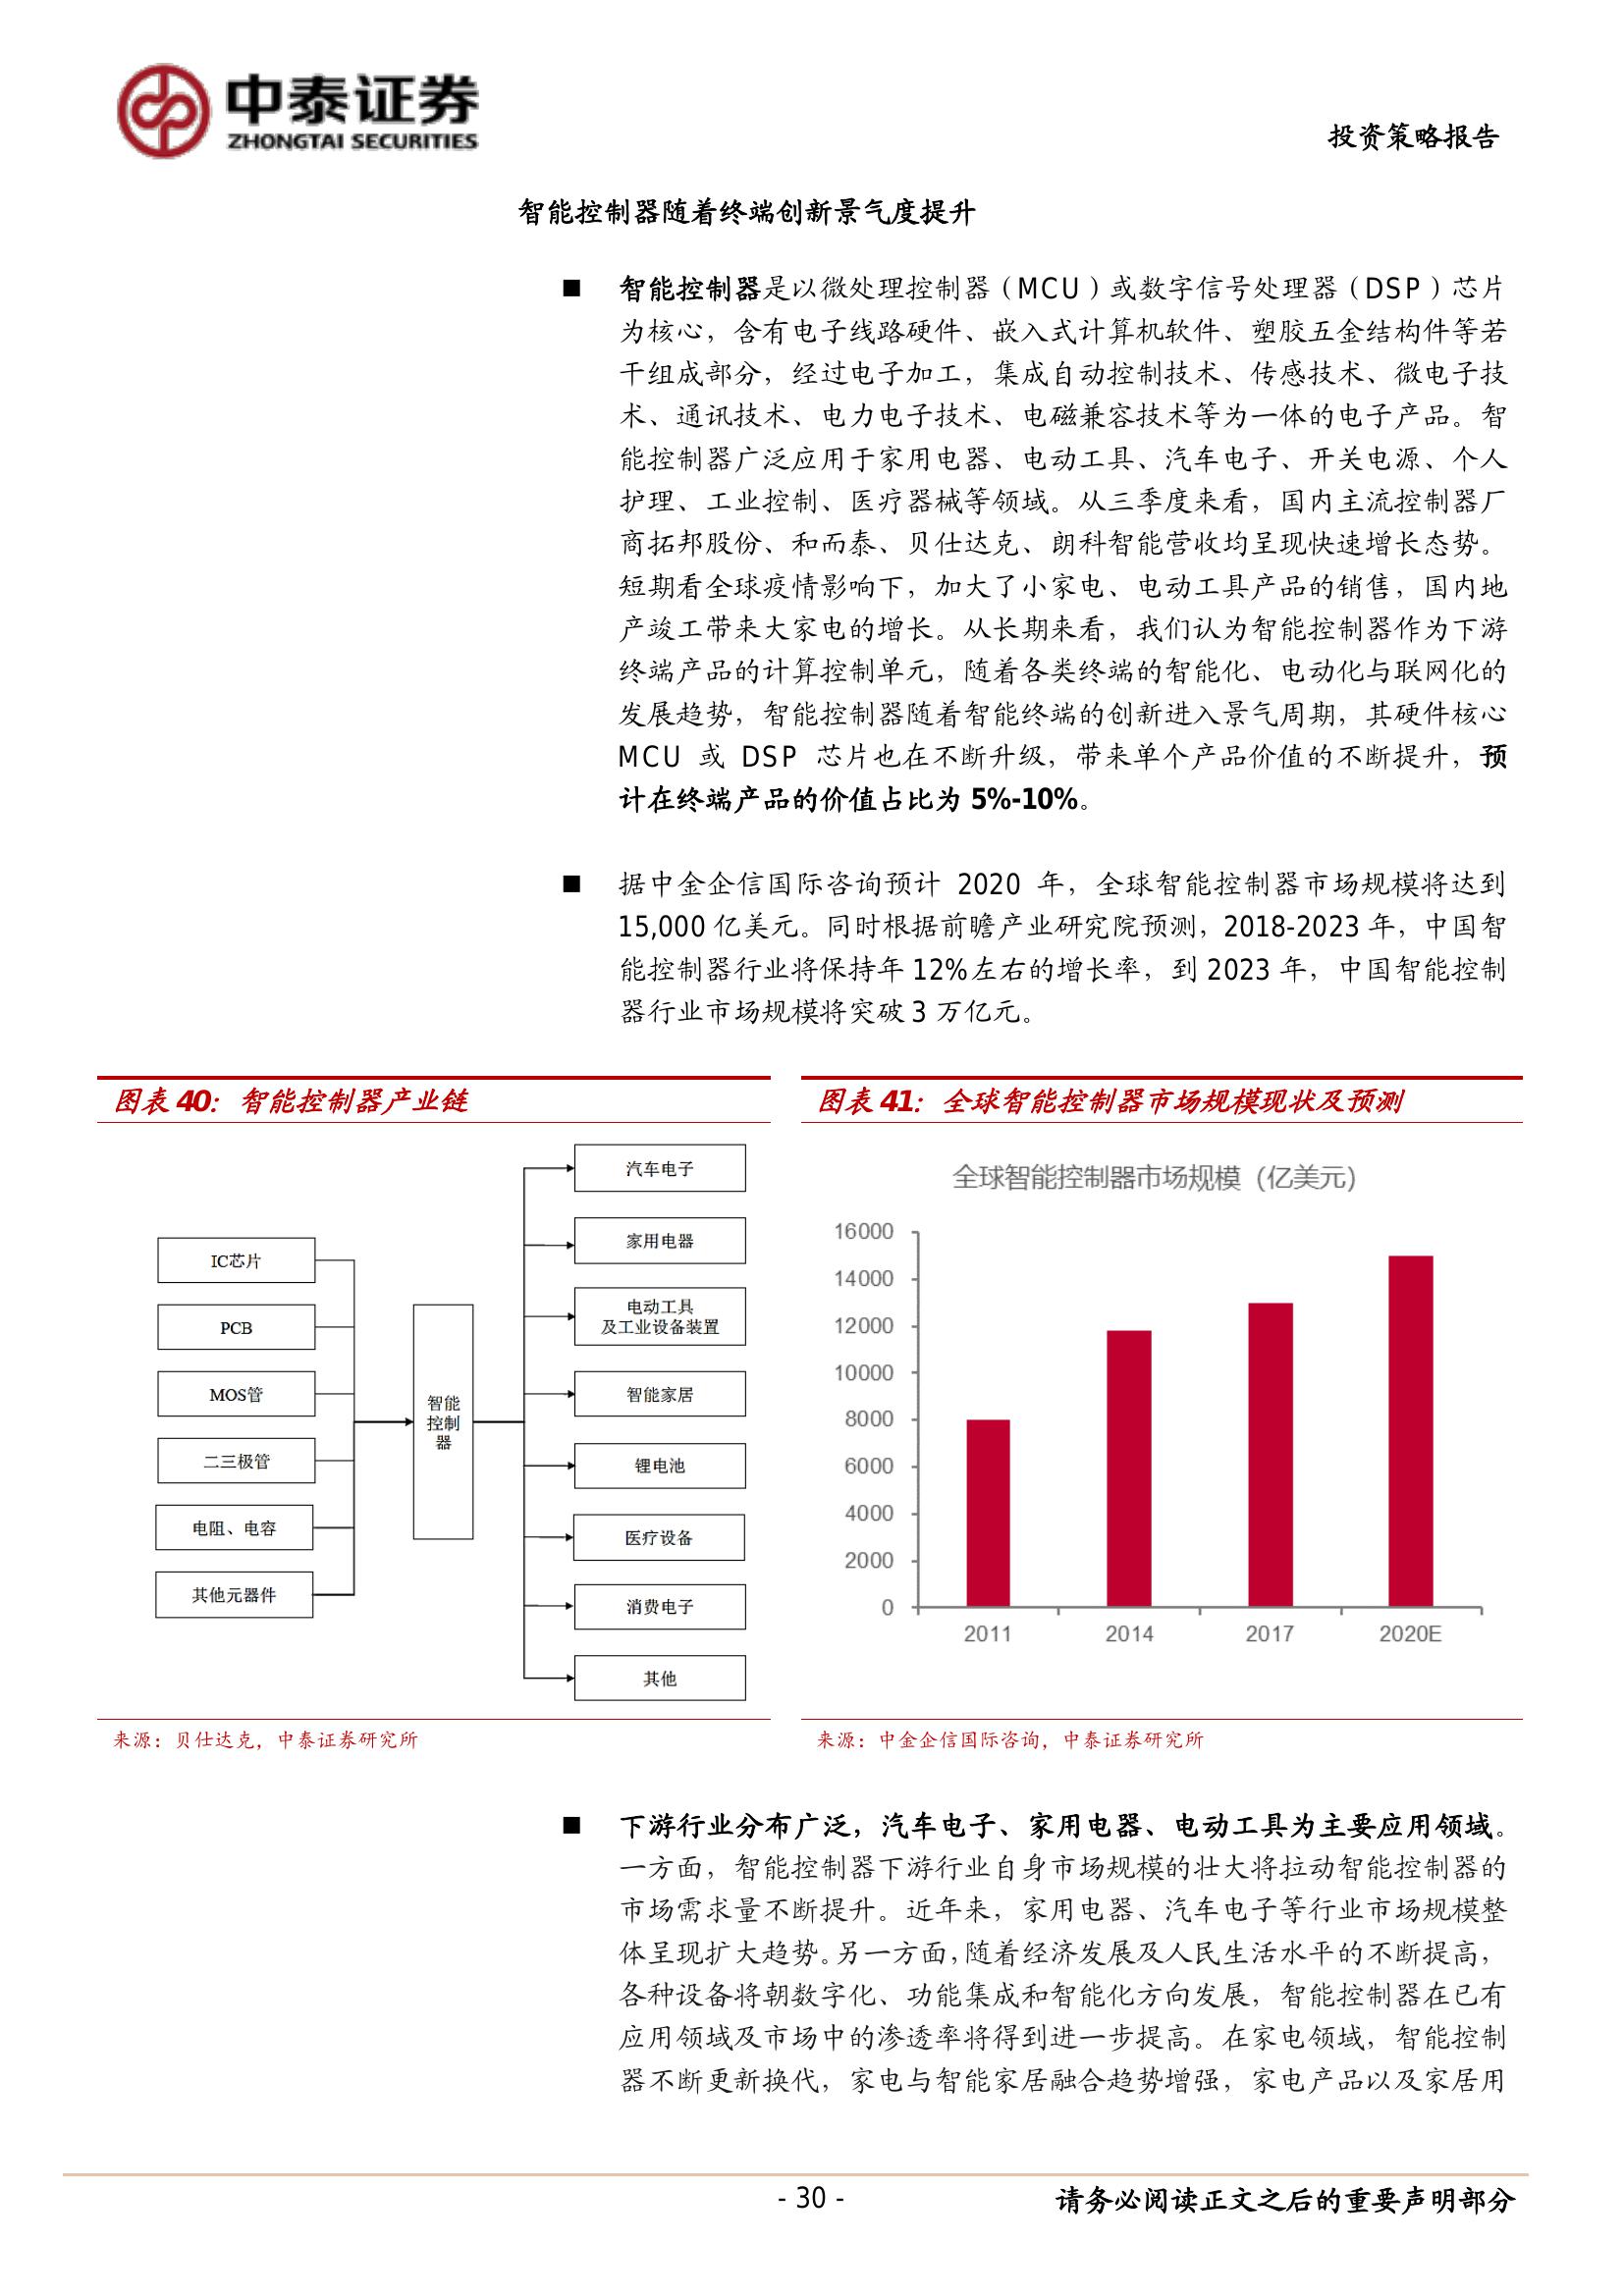 中泰证券
ZHONGTAI SECURITIES
投资策略报告
智能控制器随着终端创新景气度提升
■ 智能控制器是以微处理控制器（MCU）或数字信号处理器（DSP）芯片
为核心，含有电子线路硬件、嵌入式计算机软件、塑胶五金结构件等若
干组成部分，经过电子加工，集成自动控制技术、传感技术、微电子技
术、通讯技术、电力电子技术、电磁兼容技术等为一体的电子产品。智
能控制器广泛应用于家用电器、电动工具、汽车电子、开关电源、个人
护理、工业控制、医疗器械等领域。从三季度来看，国内主流控制器厂
商拓邦股份、和而泰、贝仕达克、朗科智能营收均呈现快速增长态势。
短期看全球疫情影响下，加大了小家电、电动工具产品的销售，国内地
产竣工带来大家电的增长。从长期来看，我们认为智能控制器作为下游
终端产品的计算控制单元，随着各类终端的智能化、电动化与联网化的
发展趋势，智能控制器随着智能终端的创新进入景气周期，其硬件核心
MCU 或 DSP 芯片也在不断升级，带来单个产品价值的不断提升，预
计在终端产品的价值占比为 5%-10%。
■ 据中金企信国际咨询预计 2020 年，全球智能控制器市场规模将达到
15,000 亿美元。同时根据前瞻产业研究院预测，2018-2023 年，中国智
能控制器行业将保持年 12%左右的增长率，到 2023 年，中国智能控制
器行业市场规模将突破 3 万亿元。
图表 40：智能控制器产业链
IC芯片
PCB
MOS管
二三极管
电阻、电容
其他元器件
智能
控制
器
汽车电子
家用电器
电动工具
及工业设备装置
智能家居
锂电池
医疗设备
消费电子
其他
来源：贝仕达克，中泰证券研究所
图表 41：全球智能控制器市场规模现状及预测
全球智能控制器市场规模（亿美元）
16000
14000
12000
10000
8000
6000
4000
2000
0
2011 2014 2017 2020E
来源：中金企信国际咨询，中泰证券研究所
■ 下游行业分布广泛，汽车电子、家用电器、电动工具为主要应用领域。
一方面，智能控制器下游行业自身市场规模的壮大将拉动智能控制器的
市场需求量不断提升。近年来，家用电器、汽车电子等行业市场规模整
体呈现扩大趋势。另一方面，随着经济发展及人民生活水平的不断提高，
各种设备将朝数字化、功能集成和智能化方向发展，智能控制器在已有
应用领域及市场中的渗透率将得到进一步提高。在家电领域，智能控制
器不断更新换代，家电与智能家居融合趋势增强，家电产品以及家居用
- 30 -
请务必阅读正文之后的重要声明部分